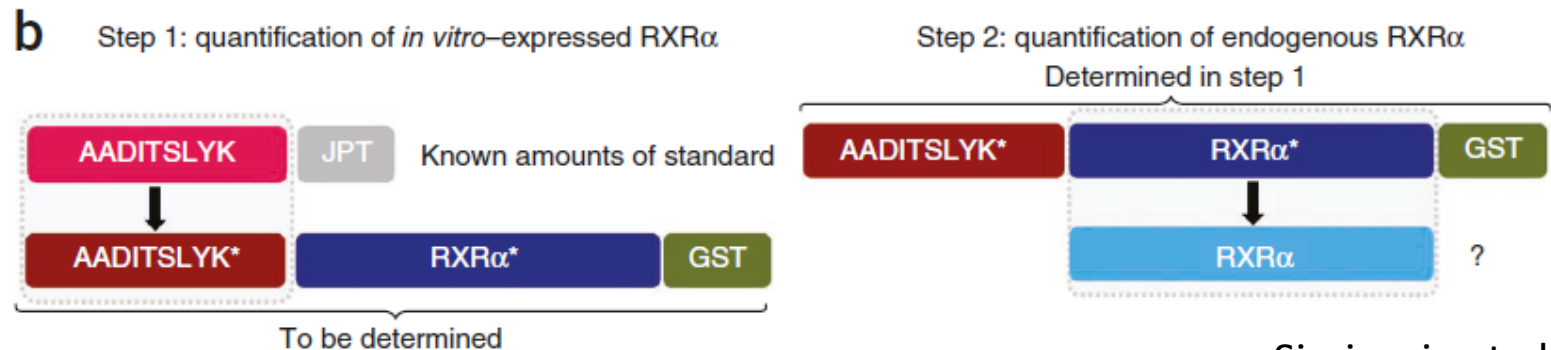 b
Step 1: quantification of in vitro–expressed RXRα
AADITSLYK JPT Known amounts of standard
AADITSLYK* RXRα* GST
To be determined
Step 2: quantification of endogenous RXRα
Determined in step 1
AADITSLYK* RXRα* GST
RXRα ?